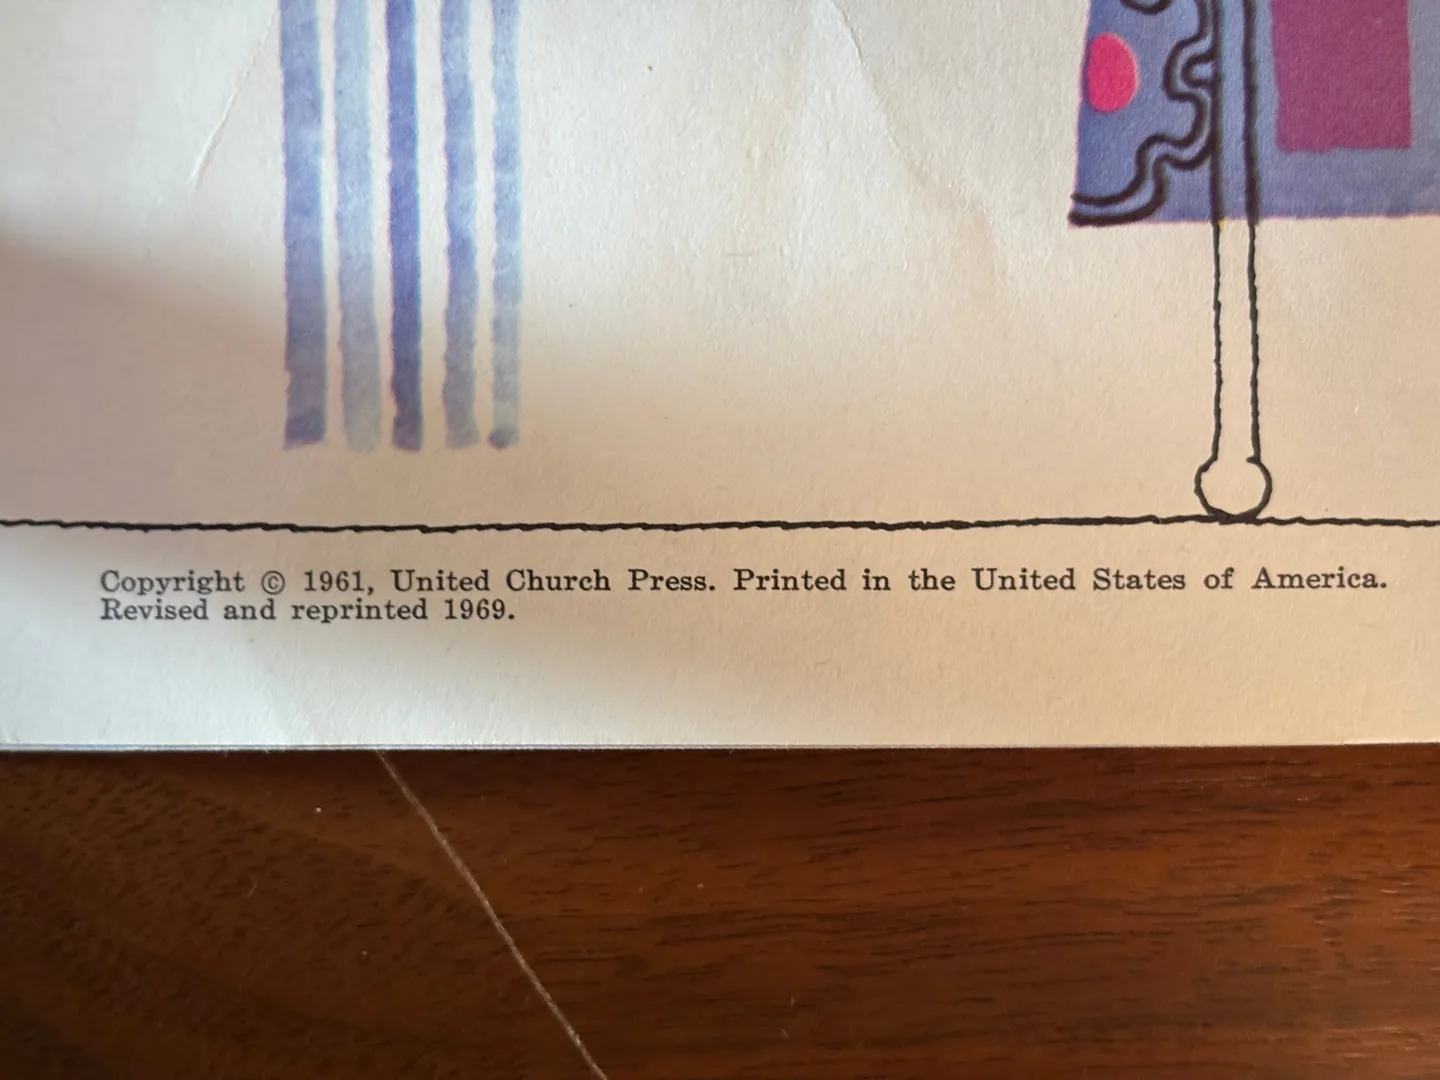 Copyright © 1961, United Church Press. Printed in the United States of America.
Revised and reprinted 1969.